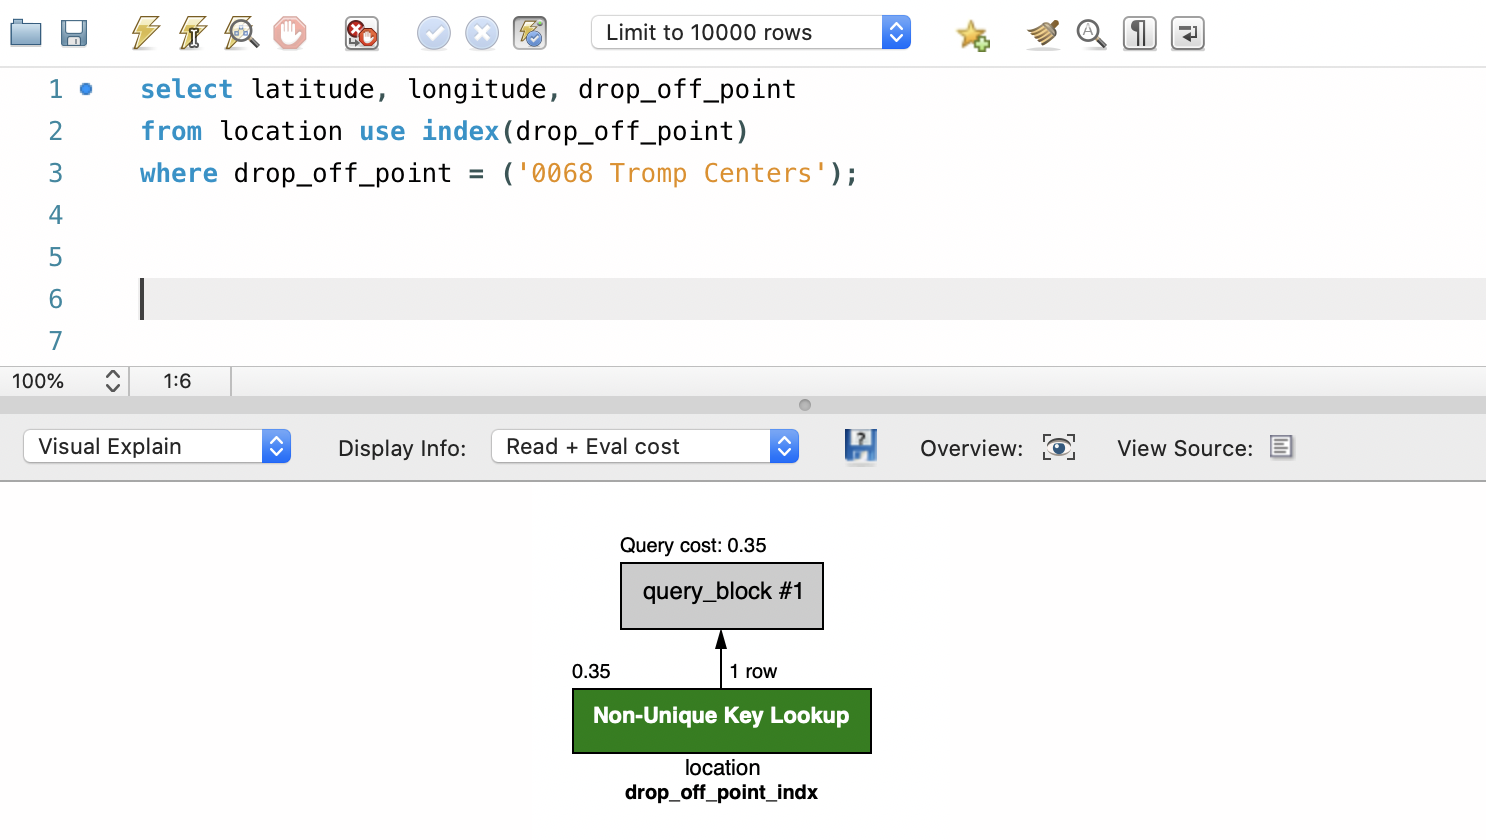 Limit to 10000 rows
1 select latitude, longitude, drop_off_point
2 from location use index(drop_off_point)
3 where drop_off_point = ('0068 Tromp Centers');
4
5
6
7
100% 1:6
Visual Explain Display Info: Read + Eval cost Overview: View Source:
Query cost: 0.35
query_block #1
0.35 1 row
Non-Unique Key Lookup
location
drop_off_point_indx